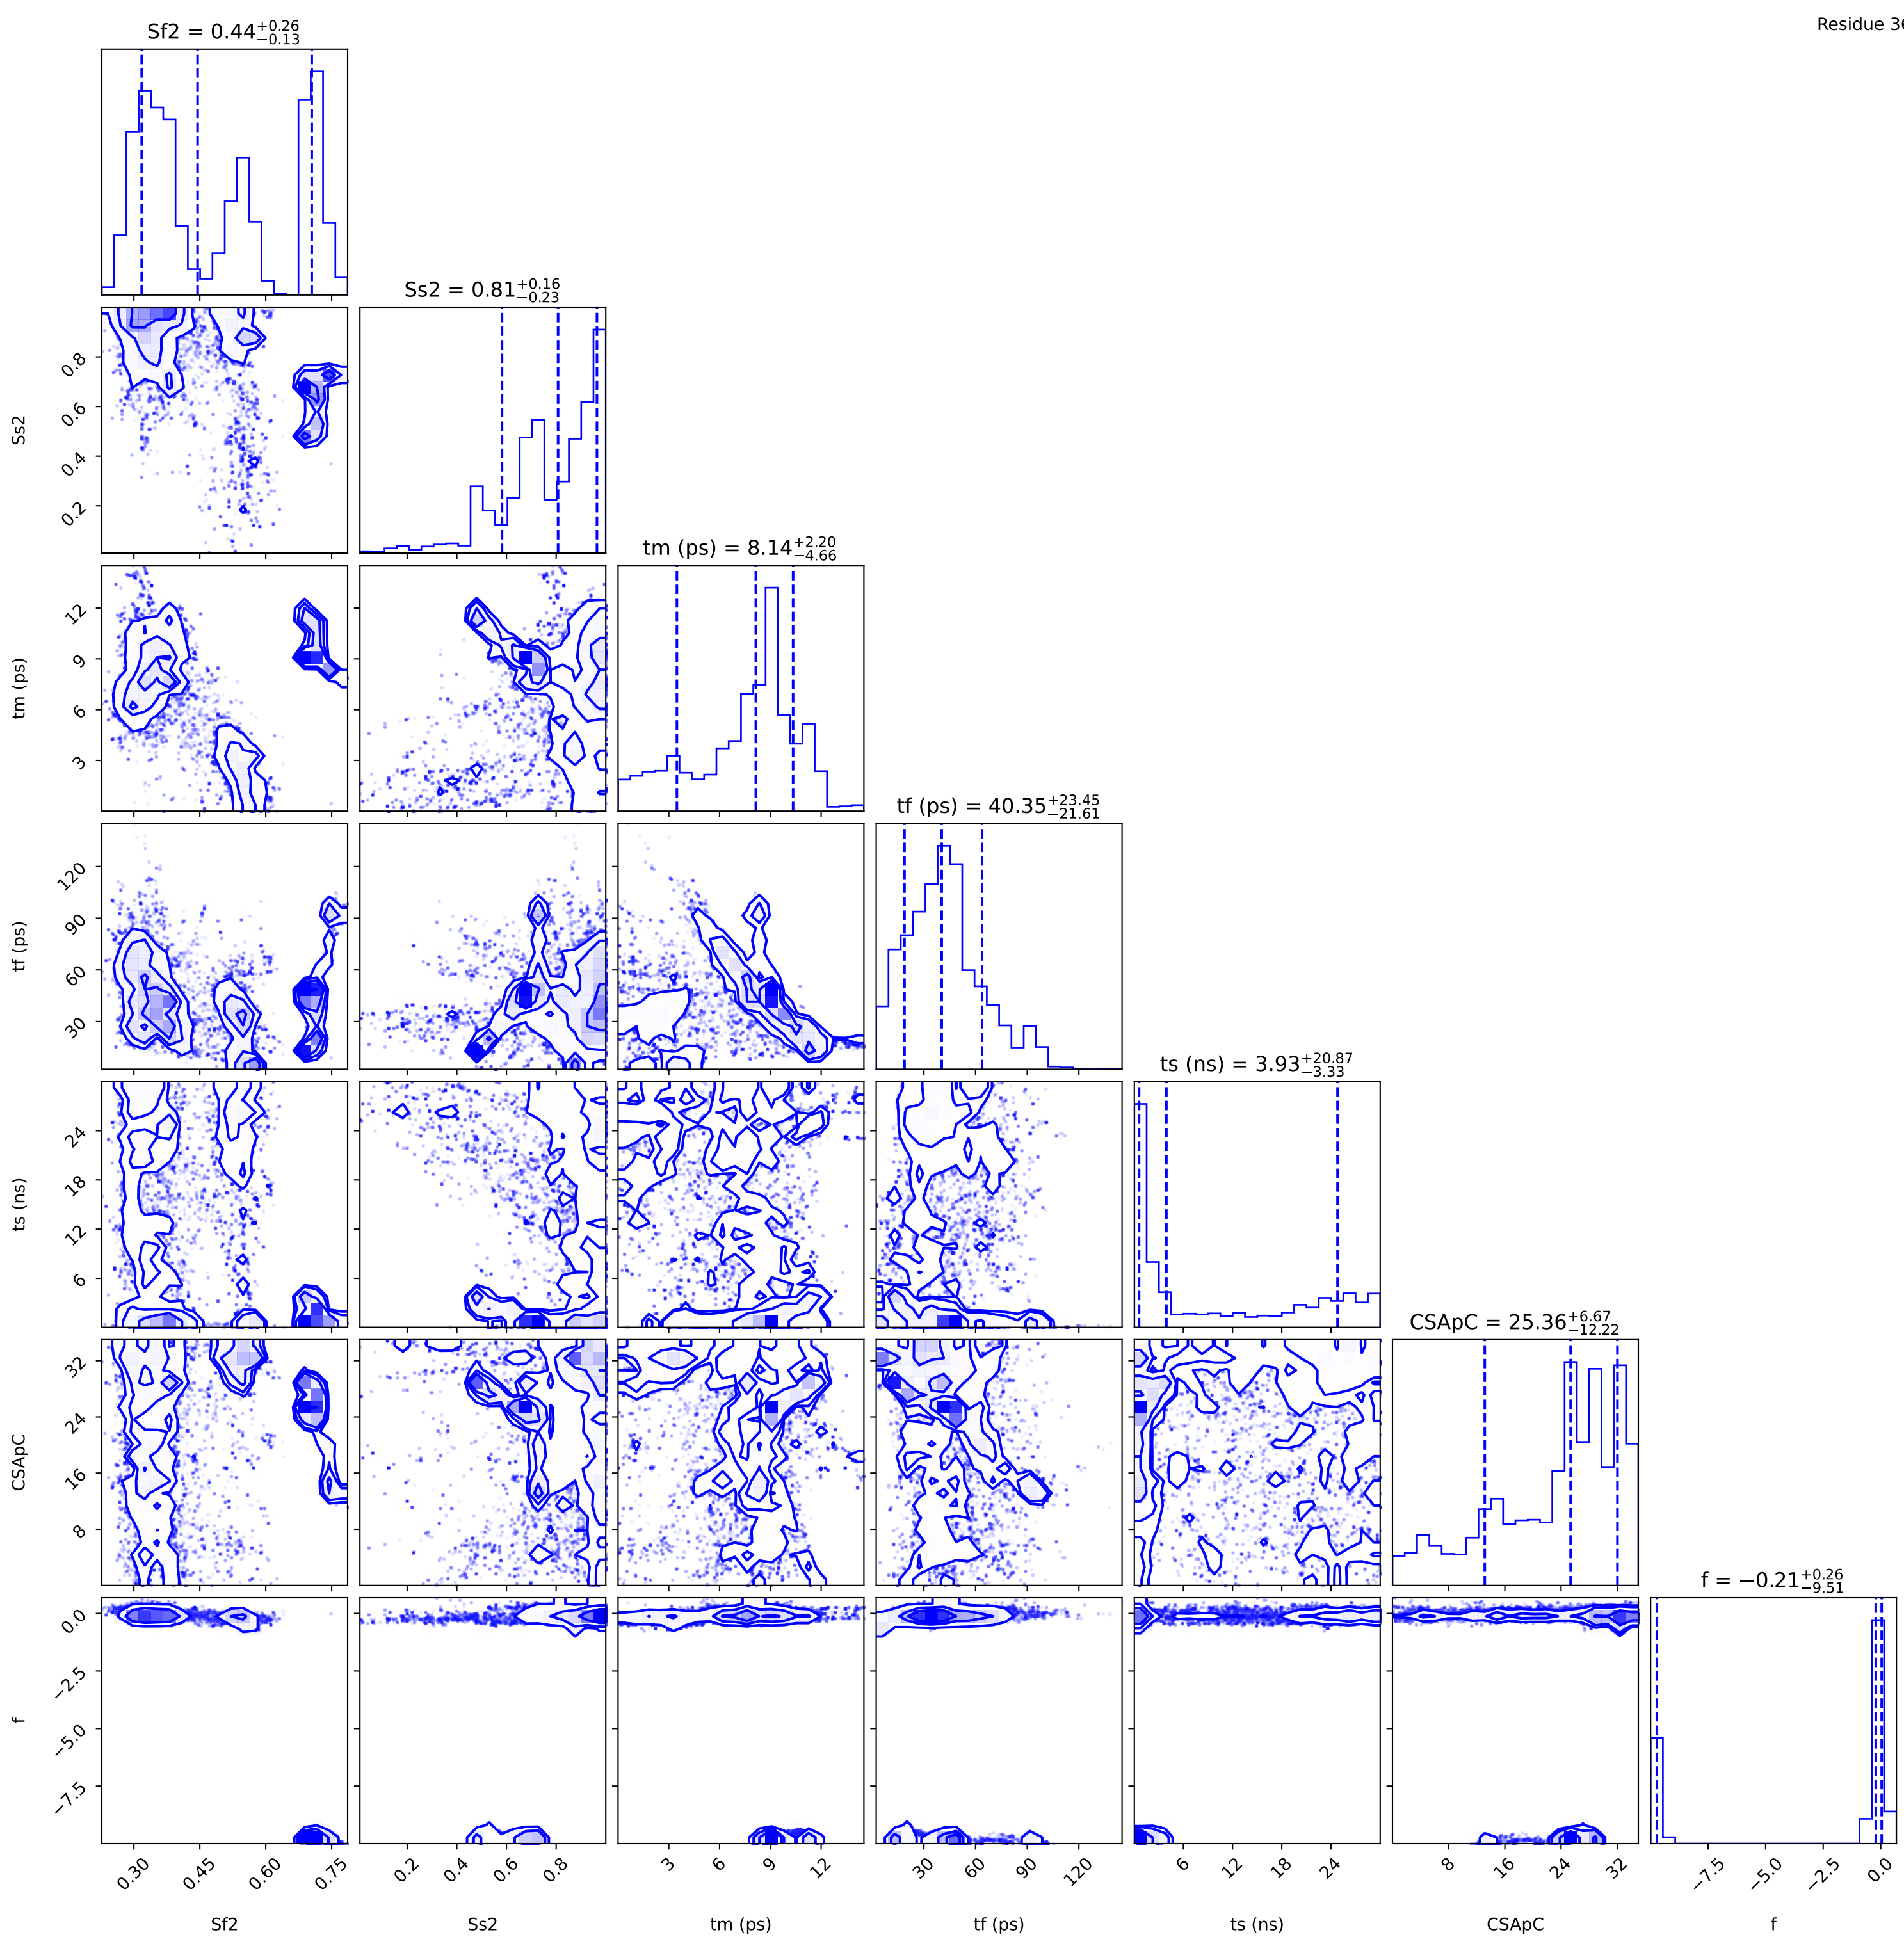 Residue 3
Sf2 = 0.44+0.26−0.13
Ss2 = 0.81+0.16−0.23
0.8
0.6
0.4
0.2
Ss2
tm (ps) = 8.14+2.20−4.66
12
9
6
3
tm (ps)
tf (ps) = 40.35+23.45−21.61
120
90
60
30
tf (ps)
ts (ns) = 3.93+20.87−3.33
24
18
12
6
ts (ns)
CSApC = 25.36+6.67−12.22
32
24
16
8
CSApC
f = −0.21+0.26−9.51
0.0
−2.5
−5.0
−7.5
f
0.30 0.45 0.60 0.75 0.2 0.4 0.6 0.8 3 6 9 12 30 60 90 120 6 12 18 24 8 16 24 32 −7.5 −5.0 −2.5 0.0
Sf2 Ss2 tm (ps) tf (ps) ts (ns) CSApC f